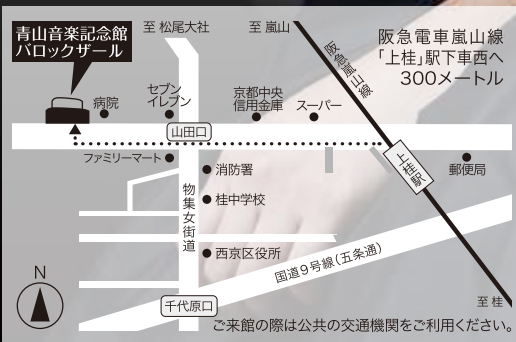 青山音楽記念館
バロックザール
至 松尾大社
至 嵐山
阪急嵐山線
阪急電車嵐山線
「上桂」駅下車西へ
300メートル
病院
セブン
イレブン
京都中央
信用金庫
スーパー
山田口
ファミリーマート
消防署
上桂駅
郵便局
物集女街道
桂中学校
西京区役所
国道9号線(五条通)
N
千代原口
至 桂
ご来館の際は公共の交通機関をご利用ください。